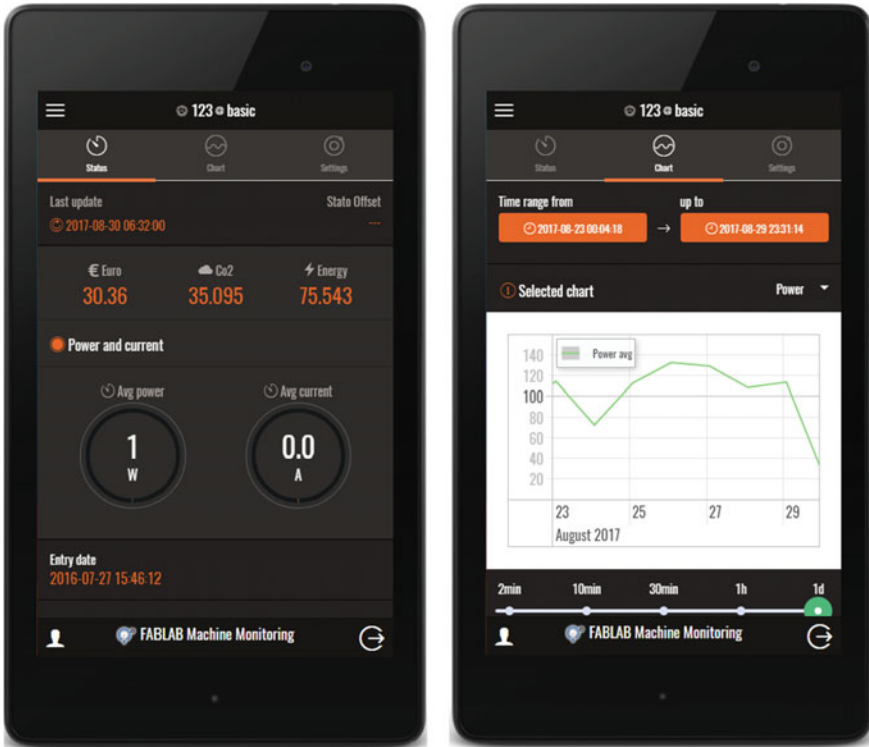 123 basic
Status Chart Settings
Last update Stato Offset
2017-08-30 06:32:00 ---
€ Euro Co2 Energy
30.36 35.095 75.543
Power and current
Avg power Avg current
1 0.0
W A
Entry date
2016-07-27 15:46:12
FABLAB Machine Monitoring
123 basic
Status Chart Settings
Time range from up to
2017-08-23 00:04:18 → 2017-08-29 23:31:14
Selected chart Power
Power avg
140
120
100
80
60
40
20
23 25 27 29
August 2017
2min 10min 30min 1h 1d
FABLAB Machine Monitoring